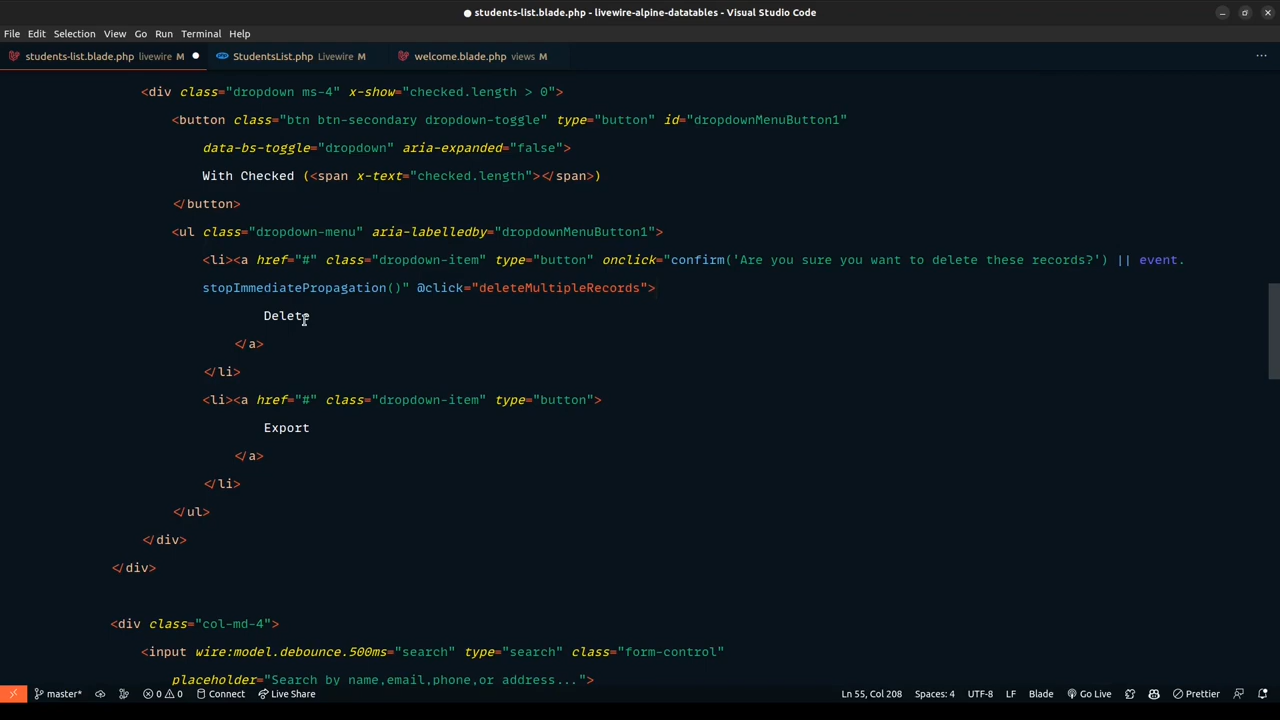 students-list.blade.php - livewire-alpine-datatables - Visual Studio Code
File Edit Selection View Go Run Terminal Help
students-list.blade.php livewire M StudentsList.php Livewire M welcome.blade.php views M
<div class="dropdown ms-4" x-show="checked.length > 0">
<button class="btn btn-secondary dropdown-toggle" type="button" id="dropdownMenuButton1"
data-bs-toggle="dropdown" aria-expanded="false">
With Checked (<span x-text="checked.length"></span>)
</button>
<ul class="dropdown-menu" aria-labelledby="dropdownMenuButton1">
<li><a href="#" class="dropdown-item" type="button" onclick="confirm('Are you sure you want to delete these records?') || event.
stopImmediatePropagation()" @click="deleteMultipleRecords">
Delete
</a>
</li>
<li><a href="#" class="dropdown-item" type="button">
Export
</a>
</li>
</ul>
</div>
</div>
<div class="col-md-4">
<input wire:model.debounce.500ms="search" type="search" class="form-control"
placeholder="Search by name,email,phone,or address...">
master* 0 0 Connect Live Share Ln 55, Col 208 Spaces: 4 UTF-8 LF Blade Go Live Prettier